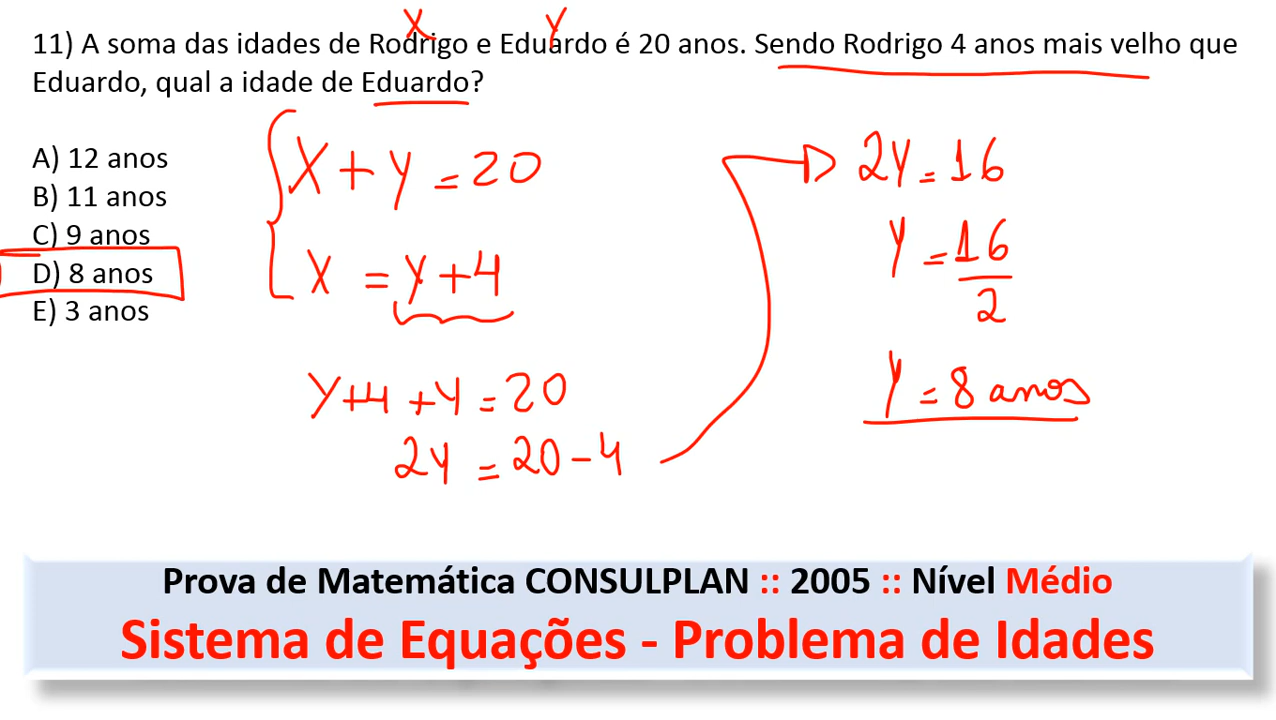 X Y
11) A soma das idades de Rodrigo e Eduardo é 20 anos. Sendo Rodrigo 4 anos mais velho que
Eduardo, qual a idade de Eduardo?
A) 12 anos
B) 11 anos
C) 9 anos
D) 8 anos
E) 3 anos
X + y = 20
X = y + 4
y + 4 + y = 20
2y = 20 - 4
2y = 16
y = 16
2
y = 8 anos
Prova de Matemática CONSULPLAN :: 2005 :: Nível Médio
Sistema de Equações - Problema de Idades